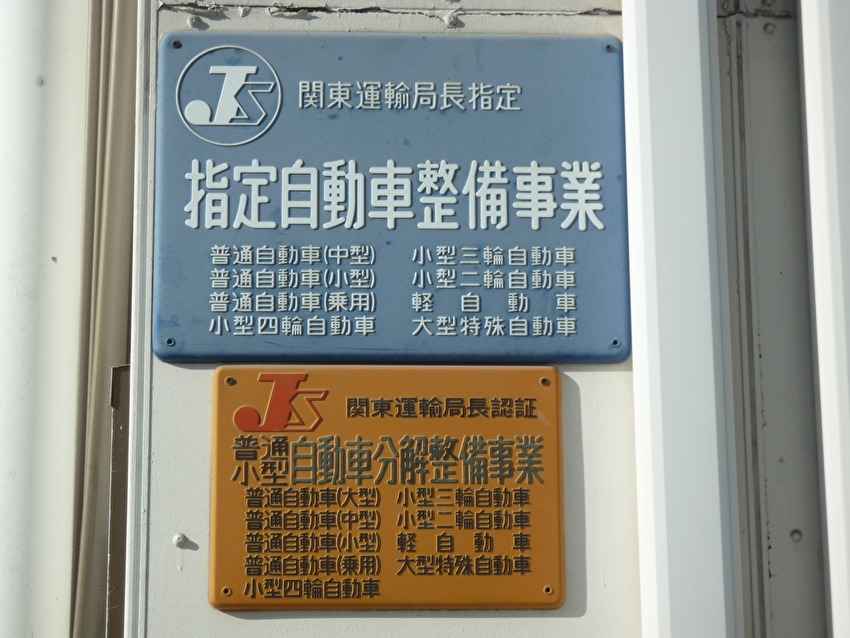 JS 関東運輸局長指定
指定自動車整備事業
普通自動車(中型) 小型三輪自動車
普通自動車(小型) 小型二輪自動車
普通自動車(乗用) 軽自動車
小型四輪自動車 大型特殊自動車
JS 関東運輸局長認証
普通小型自動車分解整備事業
普通自動車(大型) 小型三輪自動車
普通自動車(中型) 小型二輪自動車
普通自動車(小型) 軽自動車
普通自動車(乗用) 大型特殊自動車
小型四輪自動車